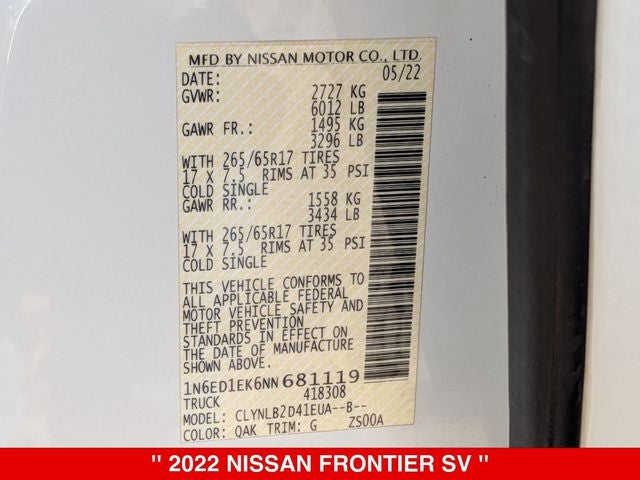 MFD BY NISSAN MOTOR CO., LTD.
DATE: 05/22
GVWR: 2727 KG
6012 LB
GAWR FR.: 1495 KG
3296 LB
WITH 265/65R17 TIRES
17 X 7.5 RIMS AT 35 PSI
COLD SINGLE
GAWR RR.: 1558 KG
3434 LB
WITH 265/65R17 TIRES
17 X 7.5 RIMS AT 35 PSI
COLD SINGLE
THIS VEHICLE CONFORMS TO
ALL APPLICABLE FEDERAL
MOTOR VEHICLE SAFETY AND
THEFT PREVENTION
STANDARDS IN EFFECT ON
THE DATE OF MANUFACTURE
SHOWN ABOVE.
1N6ED1EK6NN681119
TRUCK 418308
MODEL: CLYNLB2D41EUA--B--
COLOR: QAK TRIM: G ZS00A
" 2022 NISSAN FRONTIER SV "